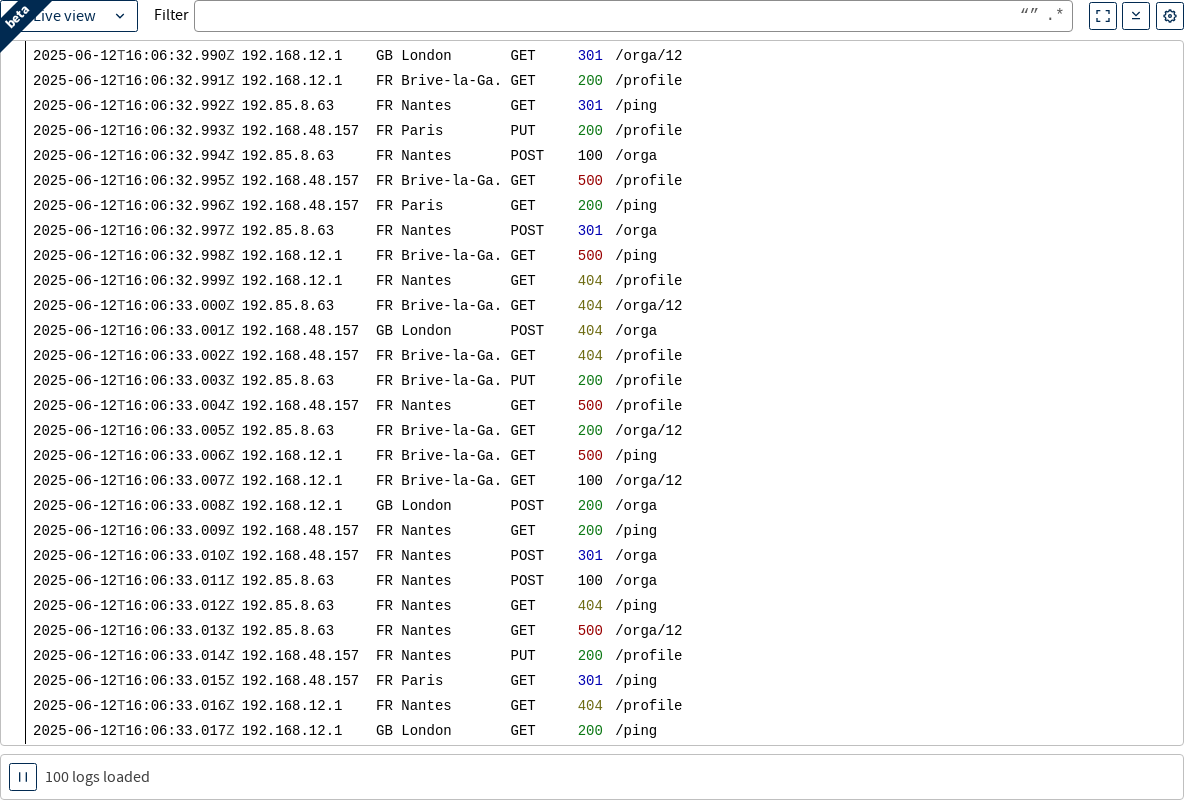 beta
Live view
Filter
“” .*
2025-06-12T16:06:32.990Z 192.168.12.1 GB London GET 301 /orga/12
2025-06-12T16:06:32.991Z 192.168.12.1 FR Brive-la-Ga. GET 200 /profile
2025-06-12T16:06:32.992Z 192.85.8.63 FR Nantes GET 301 /ping
2025-06-12T16:06:32.993Z 192.168.48.157 FR Paris PUT 200 /profile
2025-06-12T16:06:32.994Z 192.85.8.63 FR Nantes POST 100 /orga
2025-06-12T16:06:32.995Z 192.168.48.157 FR Brive-la-Ga. GET 500 /profile
2025-06-12T16:06:32.996Z 192.168.48.157 FR Paris GET 200 /ping
2025-06-12T16:06:32.997Z 192.85.8.63 FR Nantes POST 301 /orga
2025-06-12T16:06:32.998Z 192.168.12.1 FR Brive-la-Ga. GET 500 /ping
2025-06-12T16:06:32.999Z 192.168.12.1 FR Nantes GET 404 /profile
2025-06-12T16:06:33.000Z 192.85.8.63 FR Brive-la-Ga. GET 404 /orga/12
2025-06-12T16:06:33.001Z 192.168.48.157 GB London POST 404 /orga
2025-06-12T16:06:33.002Z 192.168.48.157 FR Brive-la-Ga. GET 404 /profile
2025-06-12T16:06:33.003Z 192.85.8.63 FR Brive-la-Ga. PUT 200 /profile
2025-06-12T16:06:33.004Z 192.168.48.157 FR Nantes GET 500 /profile
2025-06-12T16:06:33.005Z 192.85.8.63 FR Brive-la-Ga. GET 200 /orga/12
2025-06-12T16:06:33.006Z 192.168.12.1 FR Brive-la-Ga. GET 500 /ping
2025-06-12T16:06:33.007Z 192.168.12.1 FR Brive-la-Ga. GET 100 /orga/12
2025-06-12T16:06:33.008Z 192.168.12.1 GB London POST 200 /orga
2025-06-12T16:06:33.009Z 192.168.48.157 FR Nantes GET 200 /ping
2025-06-12T16:06:33.010Z 192.168.48.157 FR Nantes POST 301 /orga
2025-06-12T16:06:33.011Z 192.85.8.63 FR Nantes POST 100 /orga
2025-06-12T16:06:33.012Z 192.85.8.63 FR Nantes GET 404 /ping
2025-06-12T16:06:33.013Z 192.85.8.63 FR Nantes GET 500 /orga/12
2025-06-12T16:06:33.014Z 192.168.48.157 FR Nantes PUT 200 /profile
2025-06-12T16:06:33.015Z 192.168.48.157 FR Paris GET 301 /ping
2025-06-12T16:06:33.016Z 192.168.12.1 FR Nantes GET 404 /profile
2025-06-12T16:06:33.017Z 192.168.12.1 GB London GET 200 /ping
100 logs loaded